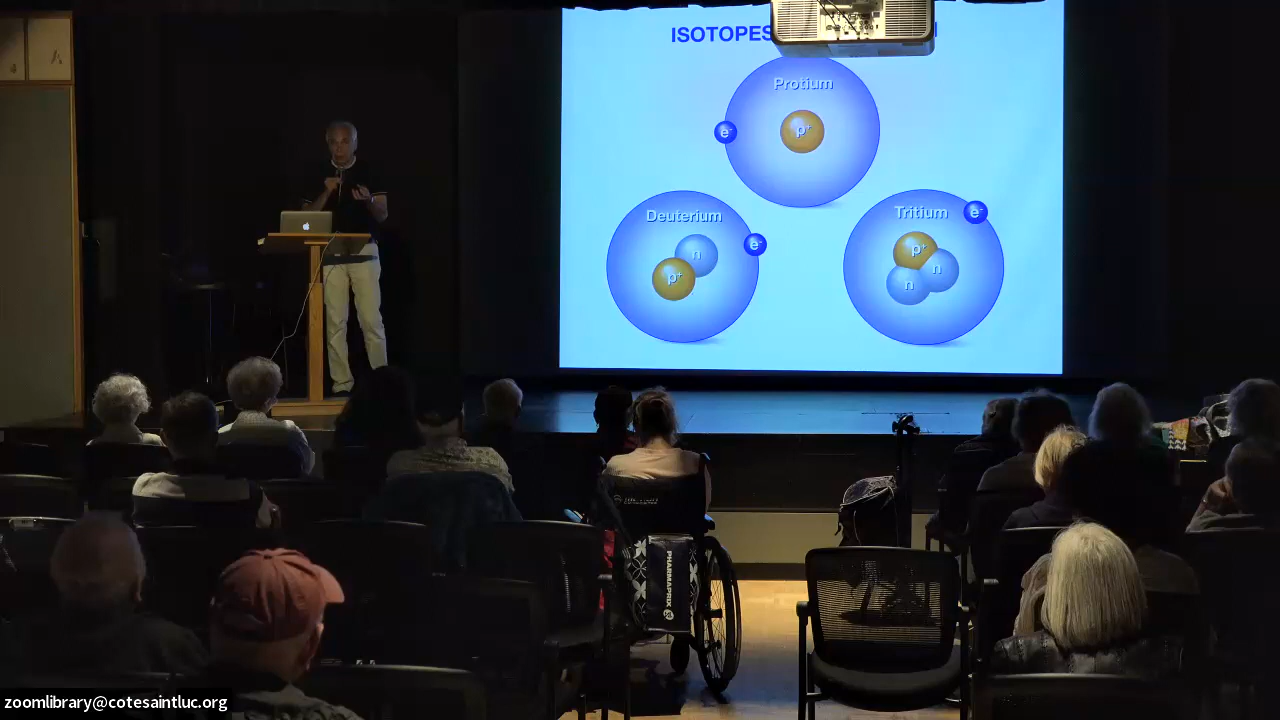 ISOTOPES
Protium
e⁻
p⁺
Deuterium
e⁻
n
p⁺
Tritium
e⁻
p⁺
n
n
PHARMAPRIX
zoomlibrary@cotesaintluc.org